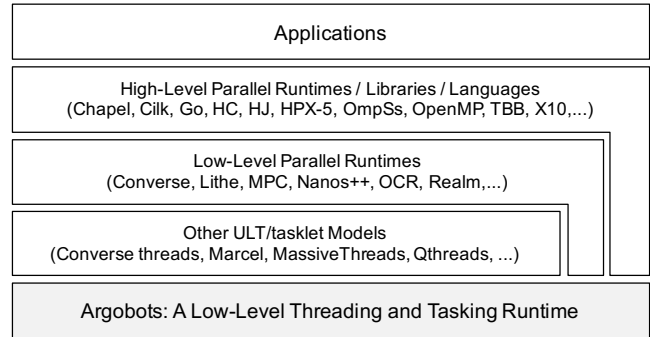 Applications
High-Level Parallel Runtimes / Libraries / Languages
(Chapel, Cilk, Go, HC, HJ, HPX-5, OmpSs, OpenMP, TBB, X10,...)
Low-Level Parallel Runtimes
(Converse, Lithe, MPC, Nanos++, OCR, Realm,...)
Other ULT/tasklet Models
(Converse threads, Marcel, MassiveThreads, Qthreads, ...)
Argobots: A Low-Level Threading and Tasking Runtime